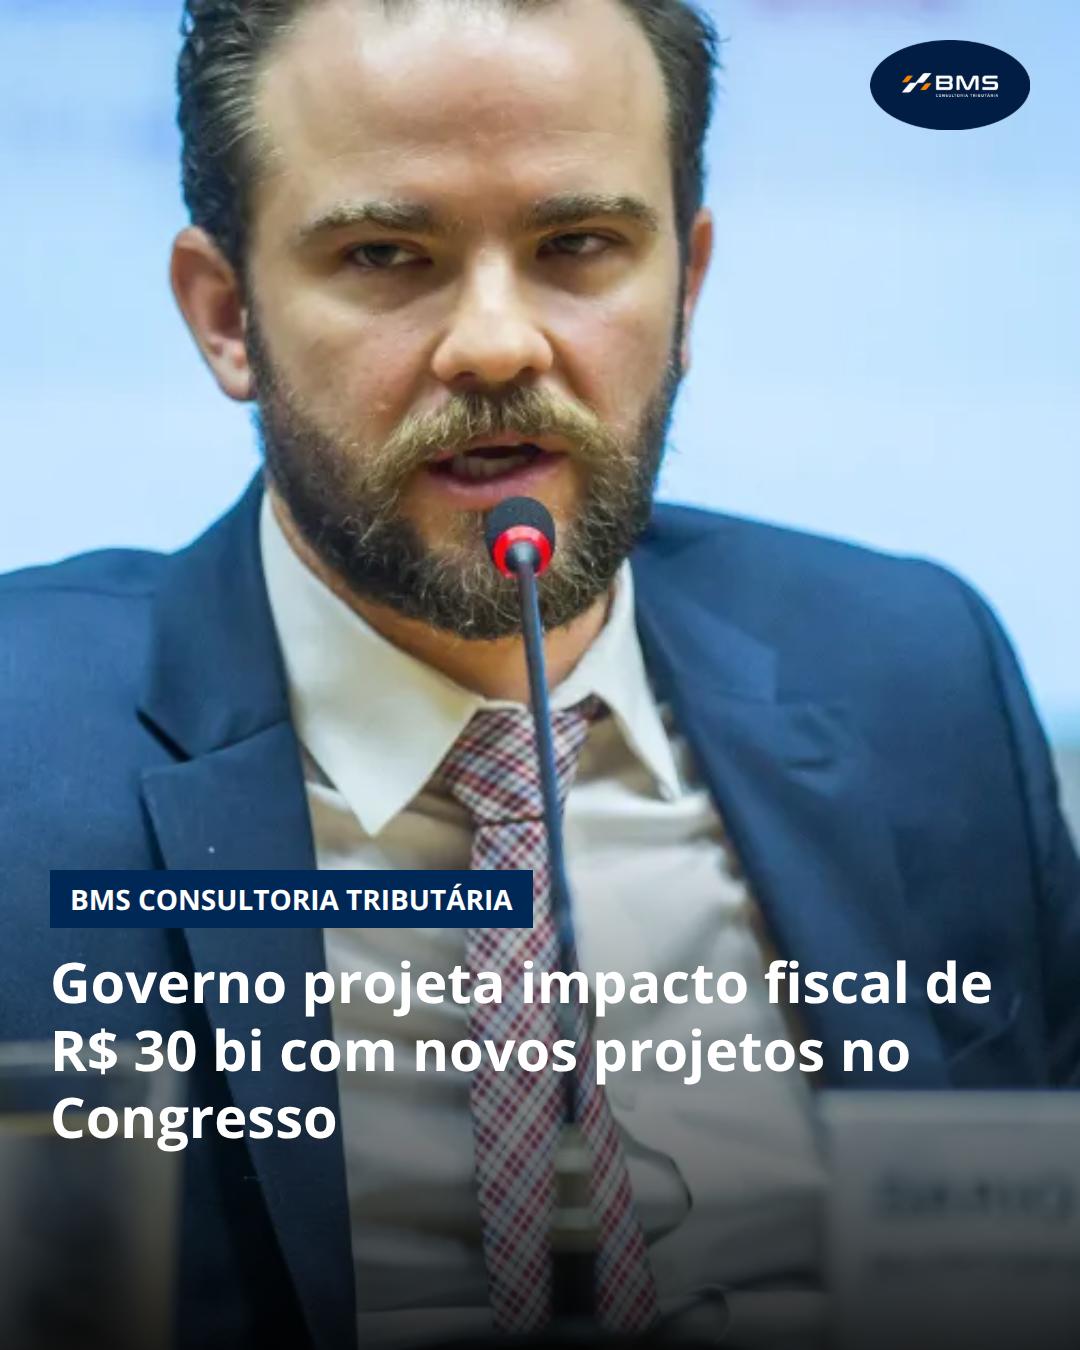 BMS
CONSULTORIA TRIBUTÁRIA
BMS CONSULTORIA TRIBUTÁRIA
Governo projeta impacto fiscal de
R$ 30 bi com novos projetos no
Congresso